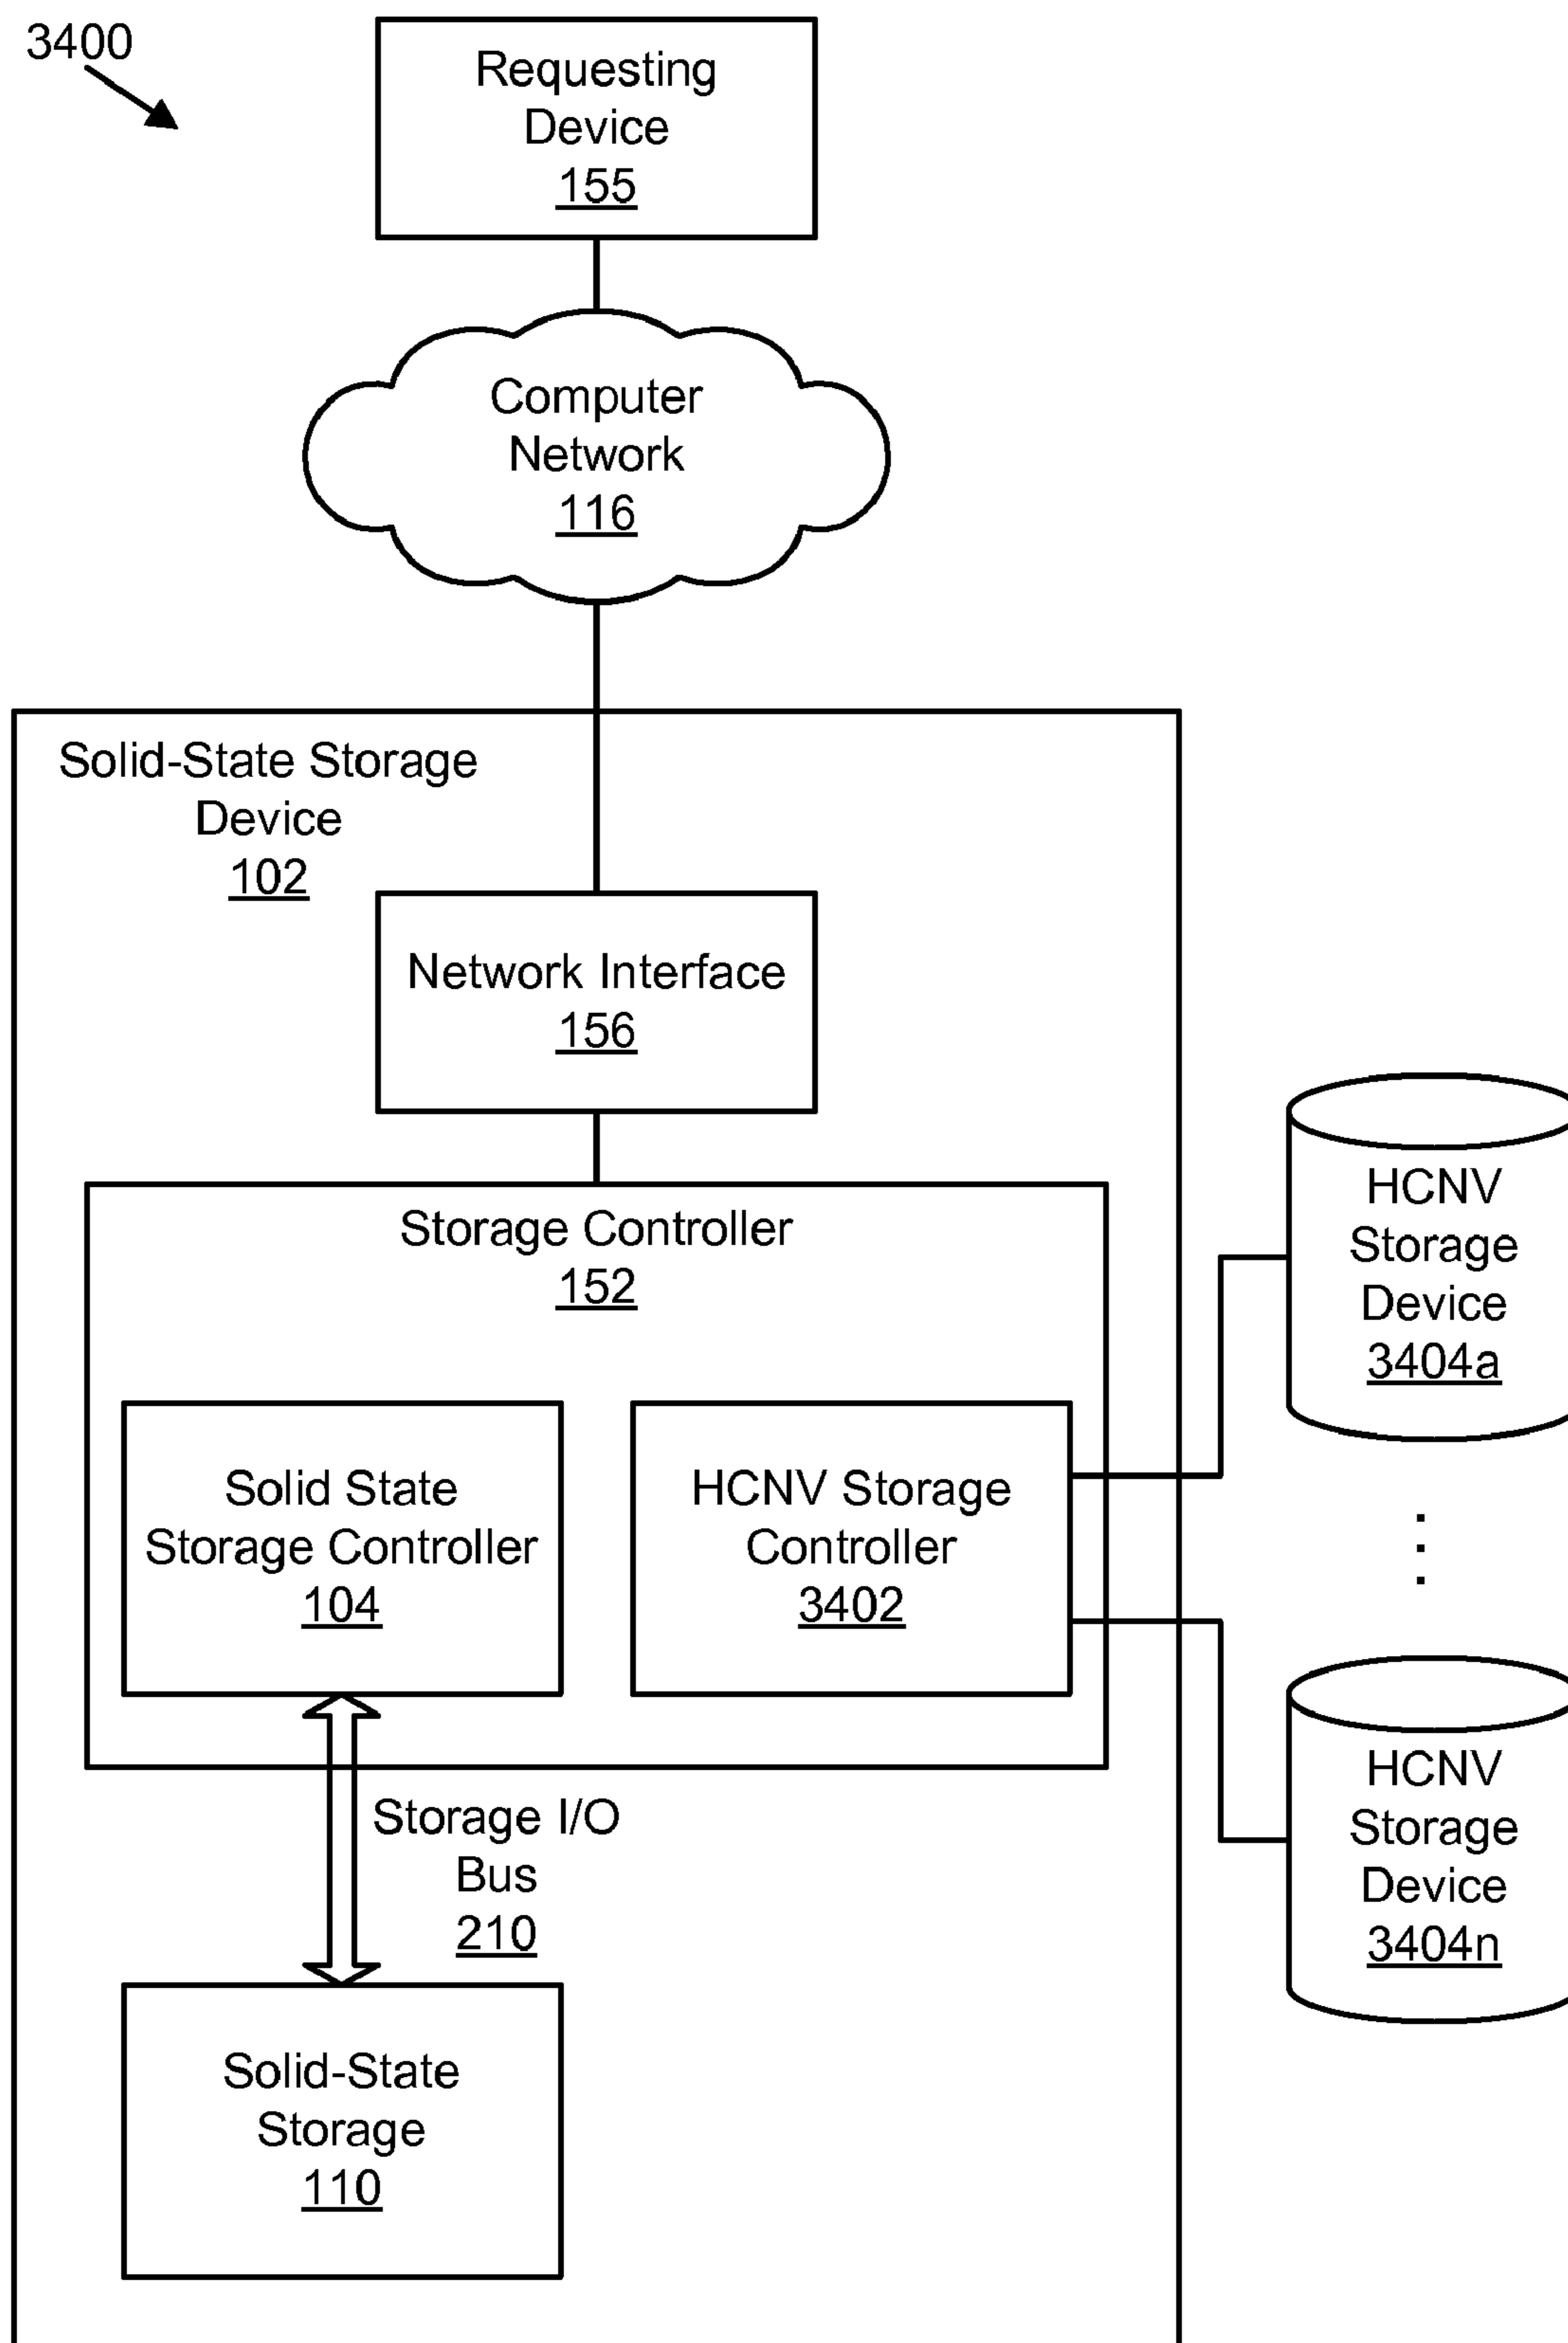 3400
Requesting
Device
155
Computer
Network
116
Solid-State Storage
Device
102
Network Interface
156
Storage Controller
152
Solid State
Storage Controller
104
HCNV Storage
Controller
3402
HCNV
Storage
Device
3404a
Storage I/O
Bus
210
HCNV
Storage
Device
3404n
Solid-State
Storage
110